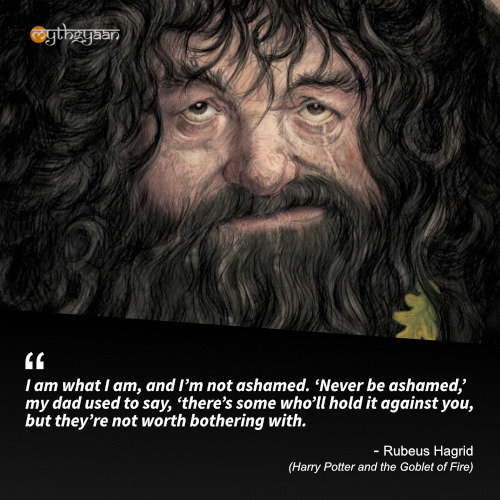 mythgyaan
“
I am what I am, and I’m not ashamed. ‘Never be ashamed,’
my dad used to say, ‘there’s some who’ll hold it against you,
but they’re not worth bothering with.
- Rubeus Hagrid
(Harry Potter and the Goblet of Fire)